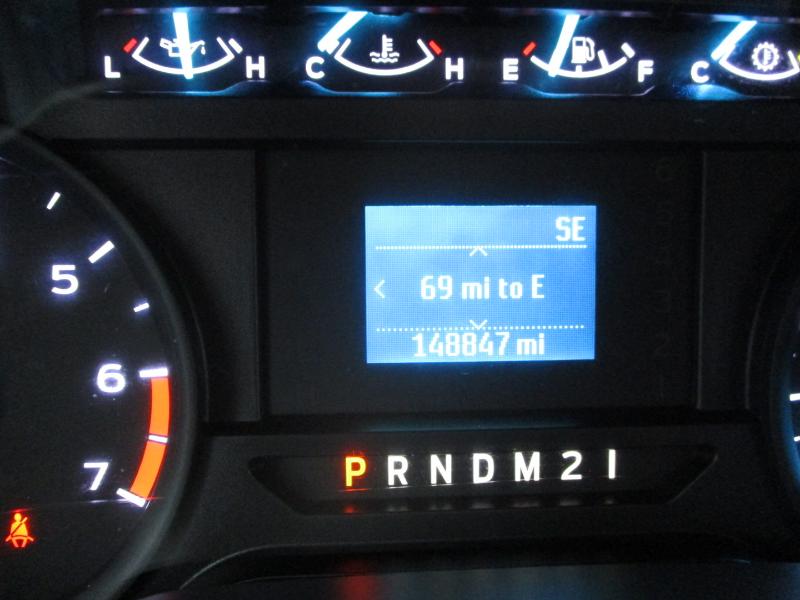 L H C H E F C
SE
69 mi to E
148847 mi
5
6
7
P R N D M 2 1